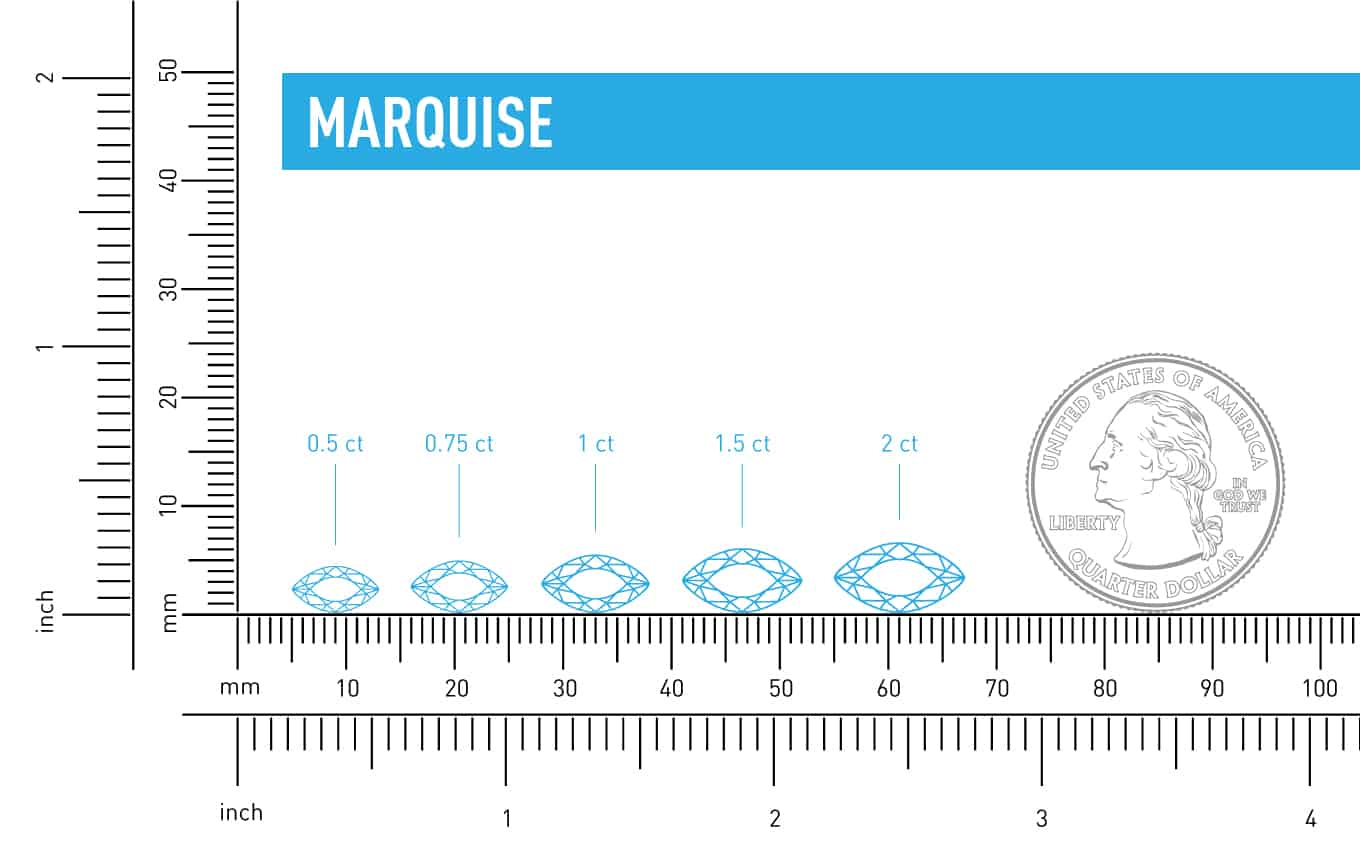 MARQUISE
2
1
inch
50
40
30
20
10
mm
0.5 ct 0.75 ct 1 ct 1.5 ct 2 ct
UNITED STATES OF AMERICA
LIBERTY
IN
GOD WE
TRUST
QUARTER DOLLAR
mm 10 20 30 40 50 60 70 80 90 100
inch 1 2 3 4